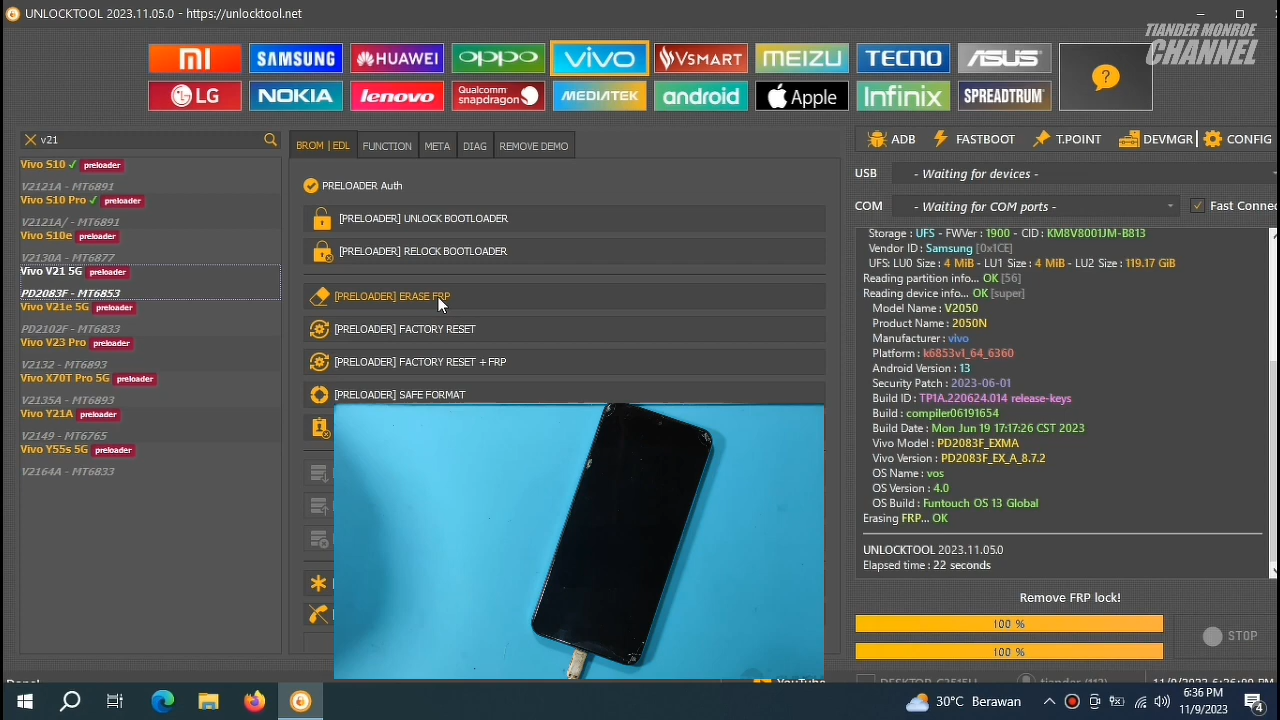 UNLOCKTOOL 2023.11.05.0 - https://unlocktool.net
TIANDER MONROE
CHANNEL
mi
SAMSUNG
HUAWEI
oppo
vivo
VSMART
MEIZU
TECNO
ASUS
?
LG
NOKIA
lenovo
Qualcomm snapdragon
MEDIATEK
android
Apple
Infinix
SPREADTRUM
v21
Vivo S10 ✓ preloader
V2121A - MT6891
Vivo S10 Pro ✓ preloader
V2121A/ - MT6891
Vivo S10e preloader
V2130A - MT6877
Vivo V21 5G preloader
PD2083F - MT6853
Vivo V21e 5G preloader
PD2102F - MT6833
Vivo V23 Pro preloader
V2132 - MT6893
Vivo X70T Pro 5G preloader
V2135A - MT6893
Vivo Y21A preloader
V2149 - MT6765
Vivo Y55s 5G preloader
V2164A - MT6833
BROM | EDL FUNCTION META DIAG REMOVE DEMO
PRELOADER Auth
[PRELOADER] UNLOCK BOOTLOADER
[PRELOADER] RELOCK BOOTLOADER
[PRELOADER] ERASE FRP
[PRELOADER] FACTORY RESET
[PRELOADER] FACTORY RESET + FRP
[PRELOADER] SAFE FORMAT
ADB FASTBOOT T.POINT DEVMGR CONFIG
USB - Waiting for devices -
COM - Waiting for COM ports - ✓ Fast Connec
Storage : UFS - FWVer : 1900 - CID : KM8V8001JM-B813
Vendor ID : Samsung [0x1CE]
UFS: LU0 Size : 4 MiB - LU1 Size : 4 MiB - LU2 Size : 119.17 GiB
Reading partition info... OK [56]
Reading device info... OK [super]
Model Name : V2050
Product Name : 2050N
Manufacturer : vivo
Platform : k6853v1_64_6360
Android Version : 13
Security Patch : 2023-06-01
Build ID : TP1A.220624.014 release-keys
Build : compiler06191654
Build Date : Mon Jun 19 17:17:26 CST 2023
Vivo Model : PD2083F_EXMA
Vivo Version : PD2083F_EX_A_8.7.2
OS Name : vos
OS Version : 4.0
OS Build : Funtouch OS 13 Global
Erasing FRP... OK
UNLOCKTOOL 2023.11.05.0
Elapsed time : 22 seconds
Remove FRP lock!
100 %
100 %
STOP
30°C Berawan
6:36 PM
11/9/2023
4